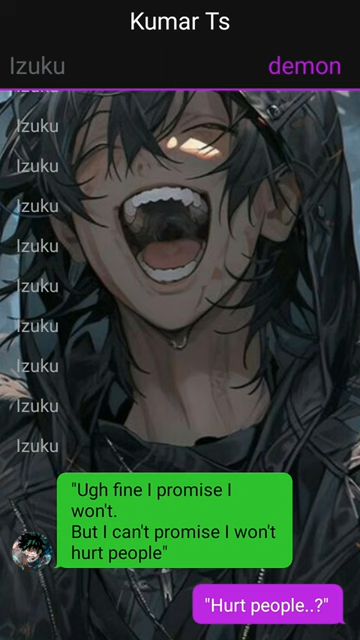 Kumar Ts
Izuku demon
Izuku
Izuku
Izuku
Izuku
Izuku
Izuku
Izuku
Izuku
Izuku
Izuku
"Ugh fine I promise I
won't.
But I can't promise I won't
hurt people"
"Hurt people..?"